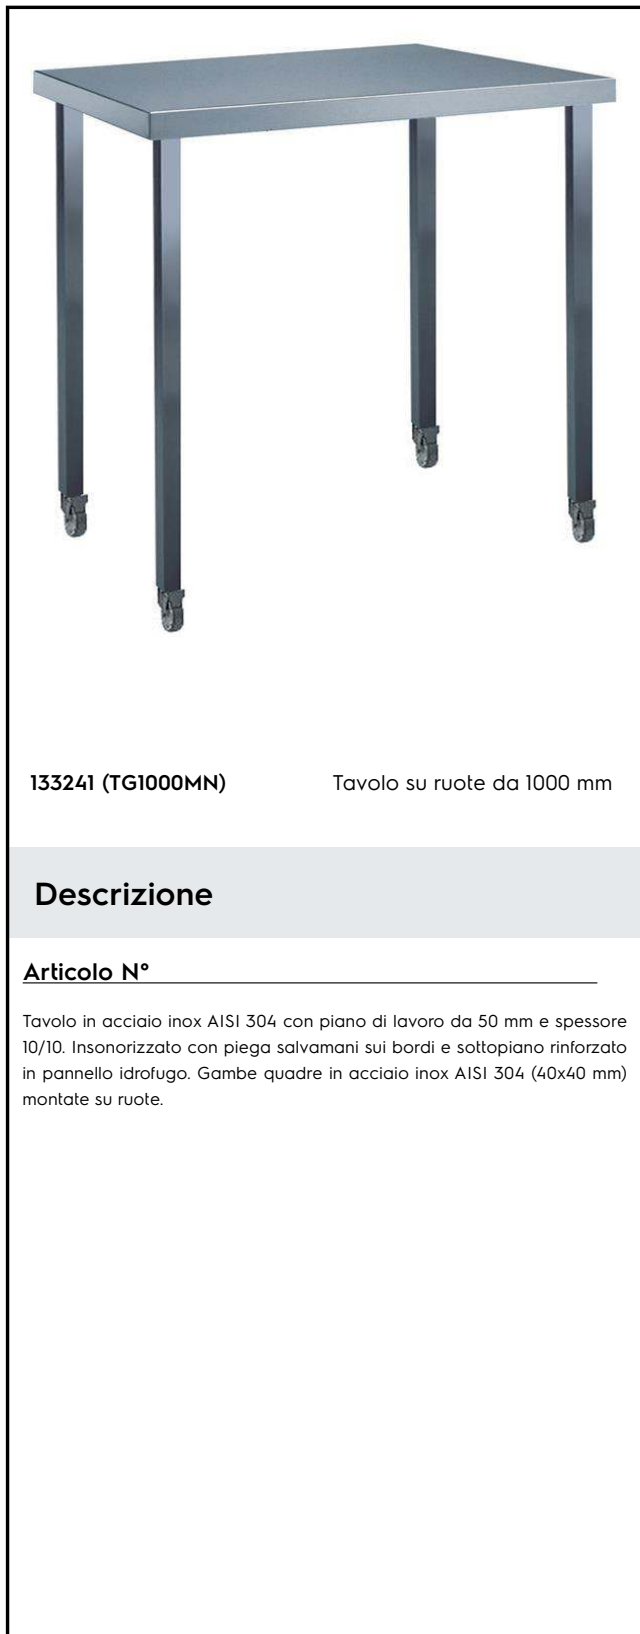 133241 (TG1000MN) Tavolo su ruote da 1000 mm
Descrizione
Articolo N°
Tavolo in acciaio inox AISI 304 con piano di lavoro da 50 mm e spessore
10/10. Insonorizzato con piega salvamani sui bordi e sottopiano rinforzato
in pannello idrofugo. Gambe quadre in acciaio inox AISI 304 (40x40 mm)
montate su ruote.